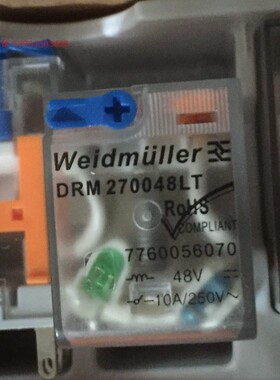 Weidmüller
DRM 270048LT
RoHS
COMPLIANT
7760056070
48V
10A/250V~